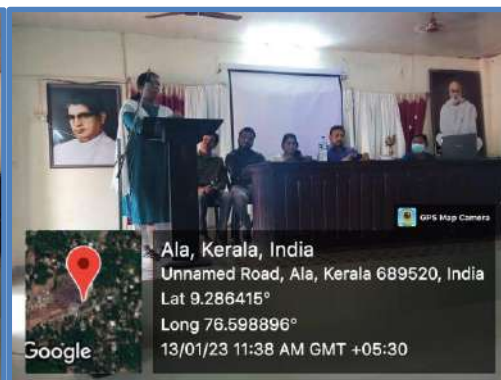 GPS Map Camera
Ala, Kerala, India
Unnamed Road, Ala, Kerala 689520, India
Lat 9.286415°
Long 76.598896°
13/01/23 11:38 AM GMT +05:30
Google